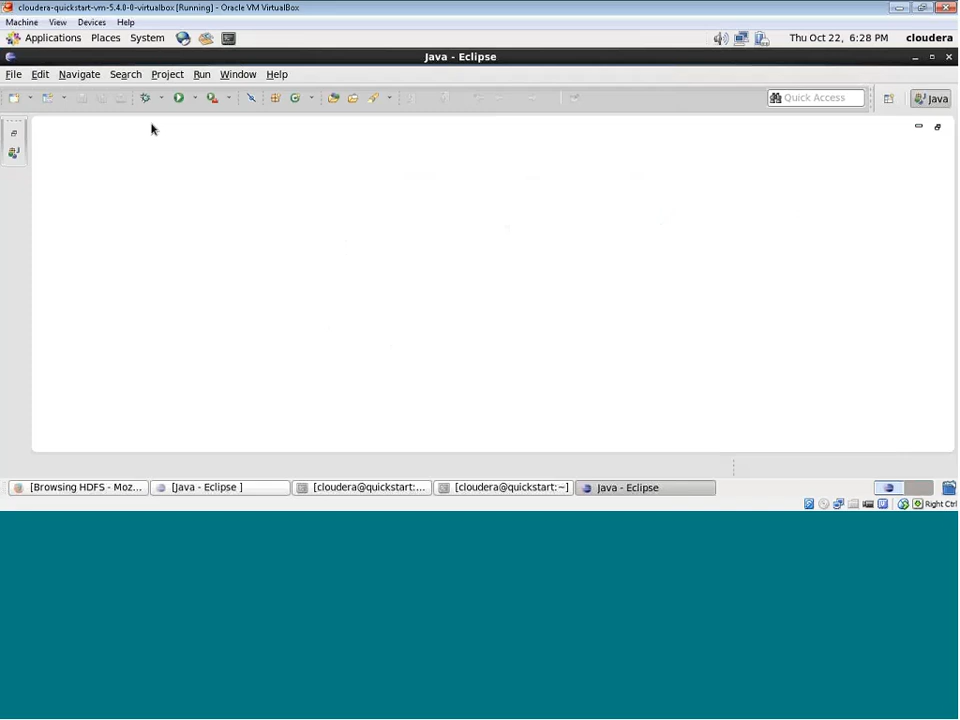 cloudera-quickstart-vm-5.4.0-0-virtualbox [Running] - Oracle VM VirtualBox
Machine View Devices Help
Applications Places System Thu Oct 22, 6:28 PM cloudera
Java - Eclipse
File Edit Navigate Search Project Run Window Help
Quick Access Java
[Browsing HDFS - Moz... [Java - Eclipse ] [cloudera@quickstart:... [cloudera@quickstart:~] Java - Eclipse
Right Ctrl